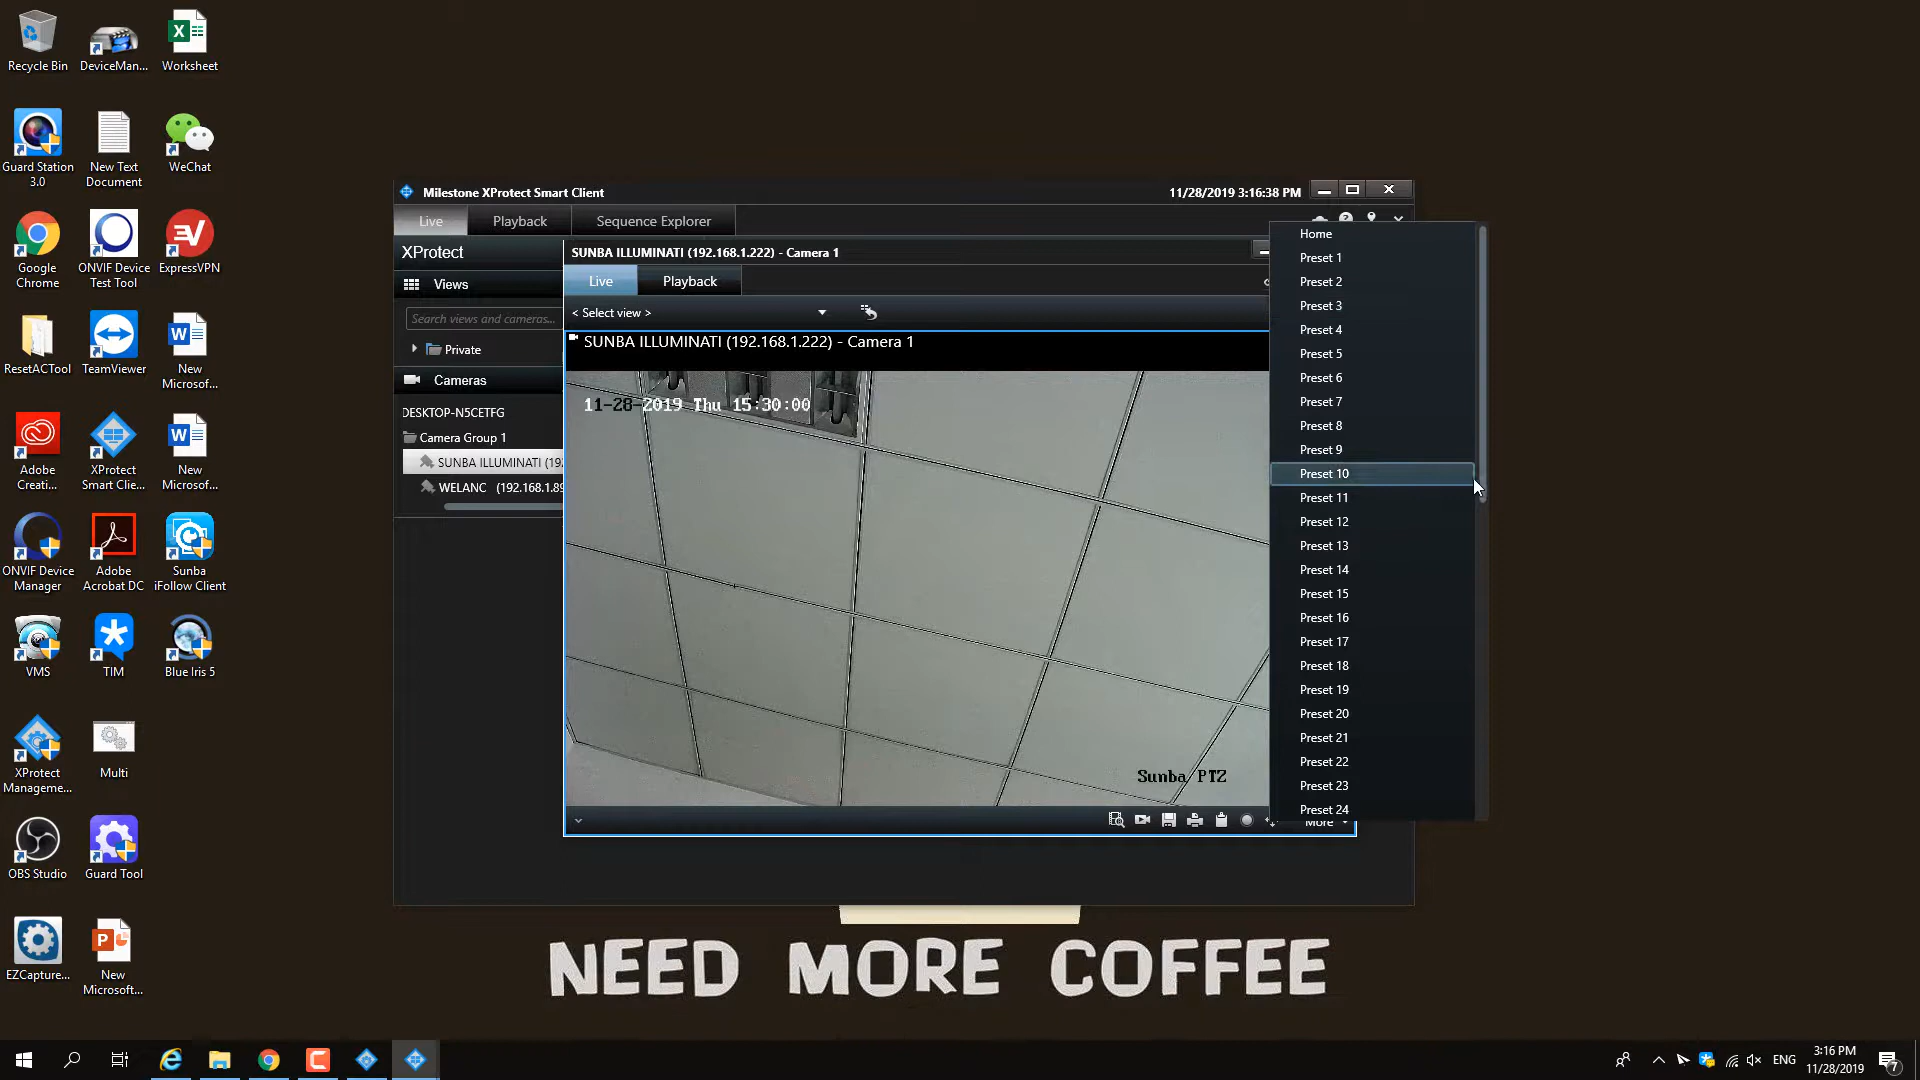 Recycle Bin
DeviceMan...
Worksheet
Guard Station
3.0
New Text
Document
WeChat
Google
Chrome
ONVIF Device
Test Tool
ExpressVPN
ResetACTool
TeamViewer
New
Microsof...
Adobe
Creati...
XProtect
Smart Clie...
New
Microsof...
ONVIF Device
Manager
Adobe
Acrobat DC
Sunba
iFollow Client
VMS
TIM
Blue Iris 5
XProtect
Manageme...
Multi
OBS Studio
Guard Tool
EZCapture...
New
Microsoft...
Milestone XProtect Smart Client
11/28/2019 3:16:38 PM
Live
Playback
Sequence Explorer
XProtect
Views
Search views and cameras...
Private
Cameras
DESKTOP-N5CETFG
Camera Group 1
SUNBA ILLUMINATI (19
WELANC (192.168.1.89
SUNBA ILLUMINATI (192.168.1.222) - Camera 1
Live
Playback
< Select view >
SUNBA ILLUMINATI (192.168.1.222) - Camera 1
11-28-2019 Thu 15:30:00
Sunba PTZ
More
Home
Preset 1
Preset 2
Preset 3
Preset 4
Preset 5
Preset 6
Preset 7
Preset 8
Preset 9
Preset 10
Preset 11
Preset 12
Preset 13
Preset 14
Preset 15
Preset 16
Preset 17
Preset 18
Preset 19
Preset 20
Preset 21
Preset 22
Preset 23
Preset 24
NEED MORE COFFEE
ENG
3:16 PM
11/28/2019
7